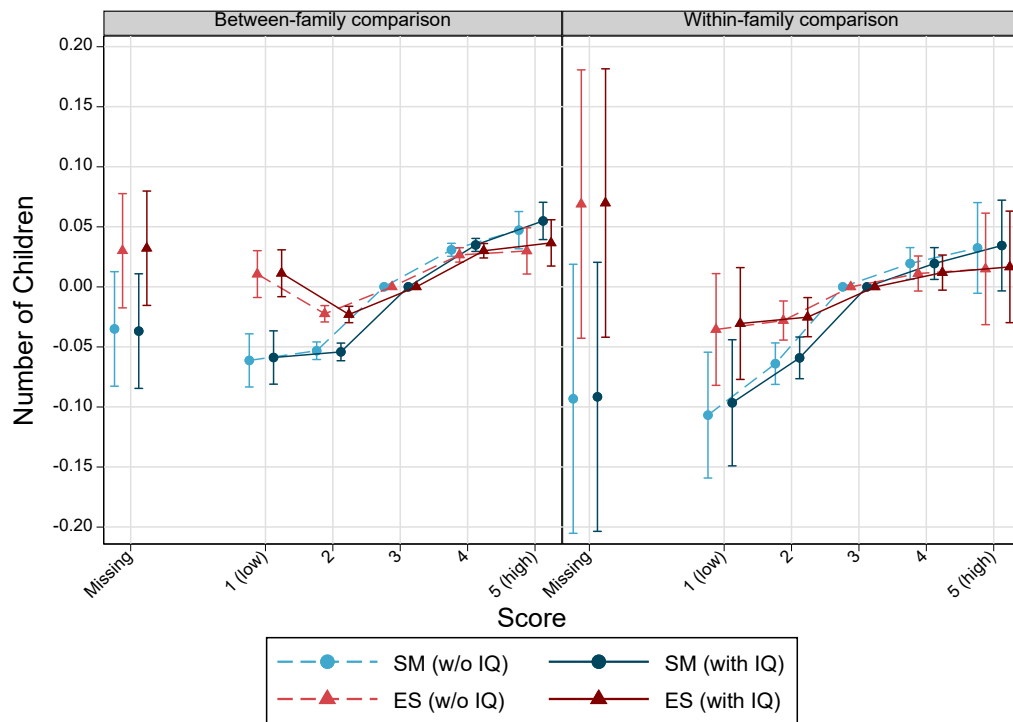 Between-family comparison
Within-family comparison
Number of Children
0.20
0.15
0.10
0.05
0.00
-0.05
-0.10
-0.15
-0.20
Missing
1 (low)
2
3
4
5 (high)
Missing
1 (low)
2
3
4
5 (high)
Score
SM (w/o IQ)
SM (with IQ)
ES (w/o IQ)
ES (with IQ)